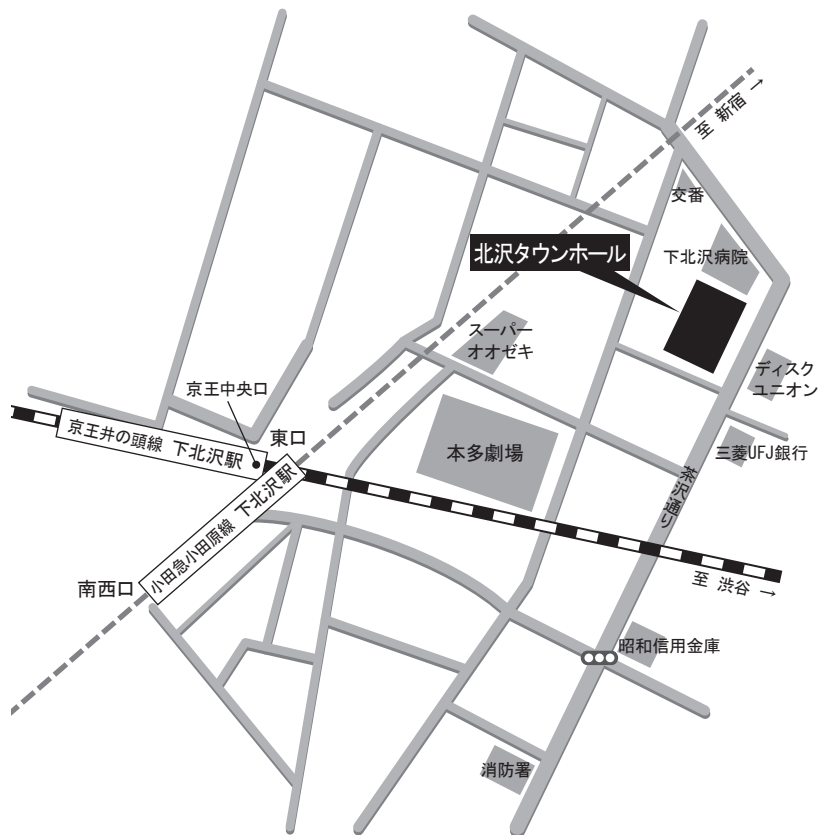 至 新宿 →
交番
北沢タウンホール
下北沢病院
スーパー
オオゼキ
ディスク
ユニオン
京王中央口
東口
京王井の頭線 下北沢駅
本多劇場
三菱UFJ銀行
茶沢通り
小田急小田原線 下北沢駅
至 渋谷 →
南西口
昭和信用金庫
消防署